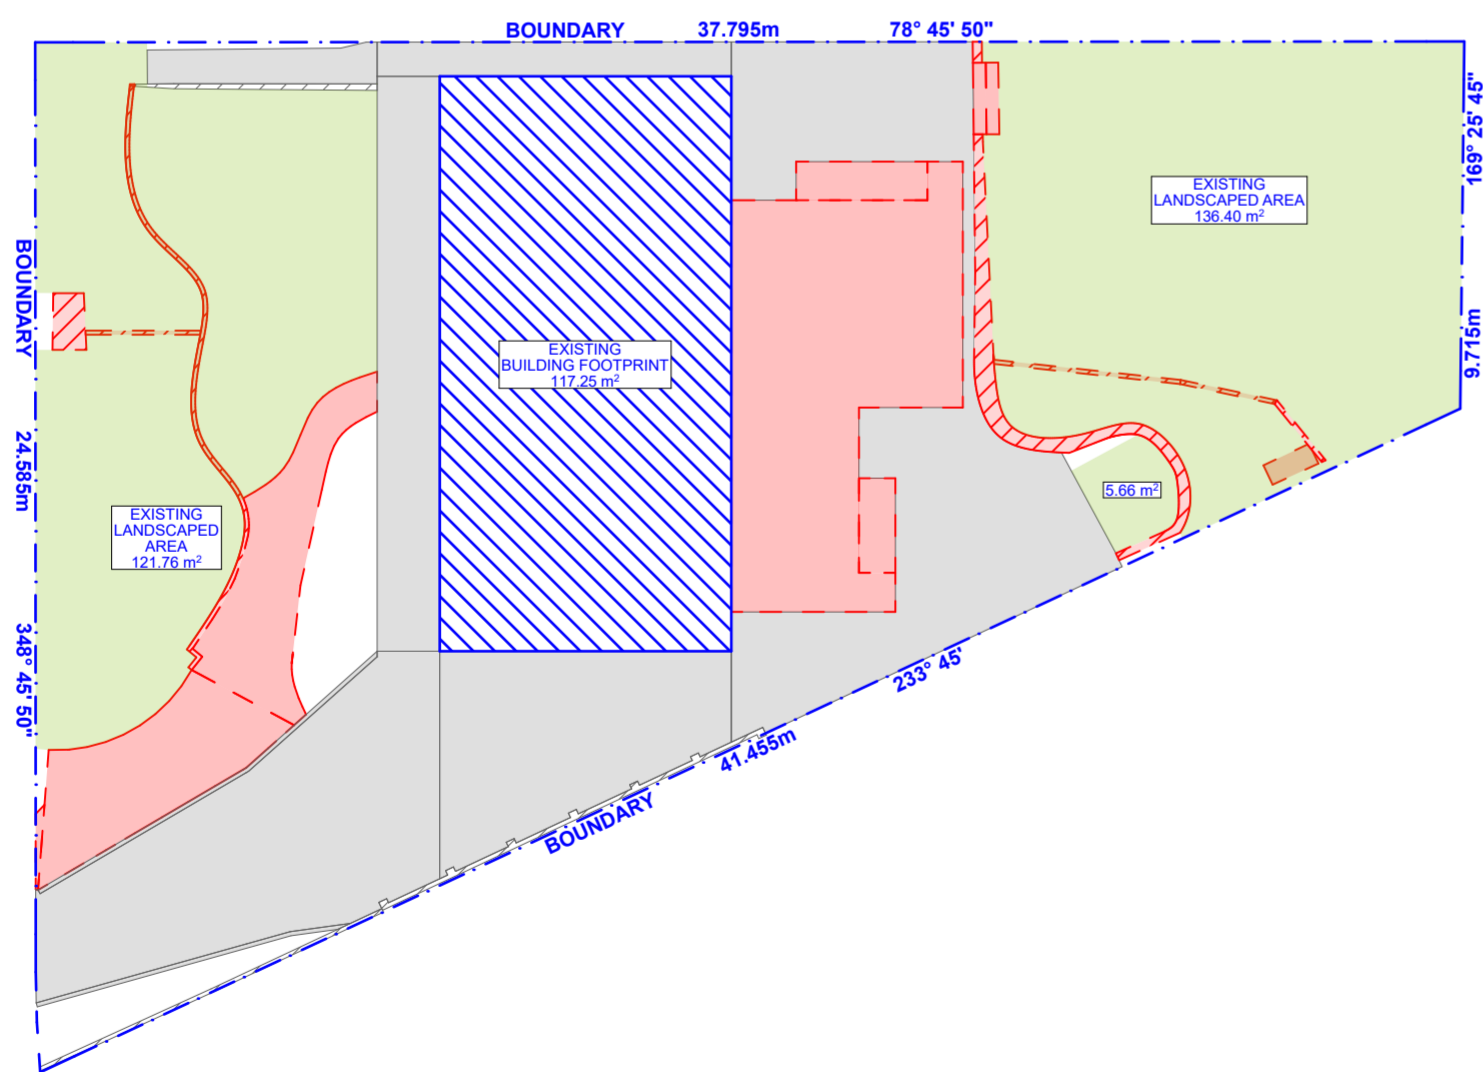 BOUNDARY 37.795m 78° 45' 50"
169° 25' 45"
9.715m
EXISTING
LANDSCAPED AREA
136.40 m²
BOUNDARY
24.585m
348° 45' 50"
EXISTING
BUILDING FOOTPRINT
117.25 m²
EXISTING
LANDSCAPED
AREA
121.76 m²
5.66 m²
233° 45'
41.455m
BOUNDARY